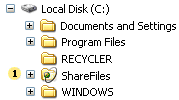 Local Disk (C:)
Documents and Settings
Program Files
RECYCLER
1 ShareFiles
WINDOWS